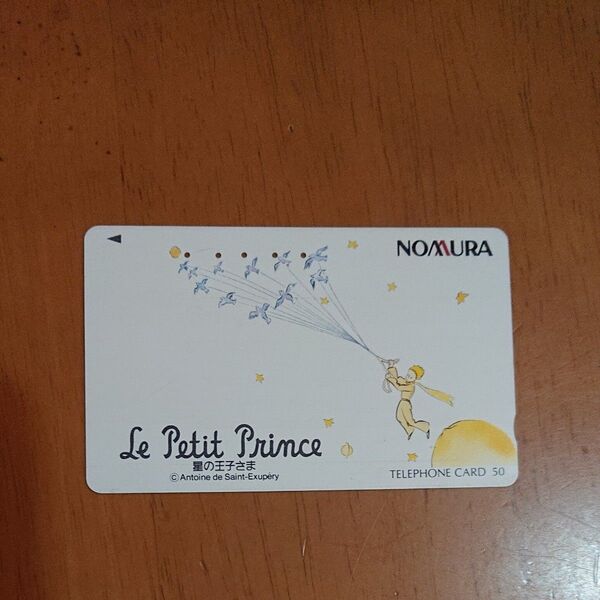 NOMURA
Le Petit Prince
星の王子さま
© Antoine de Saint-Exupéry
TELEPHONE CARD 50